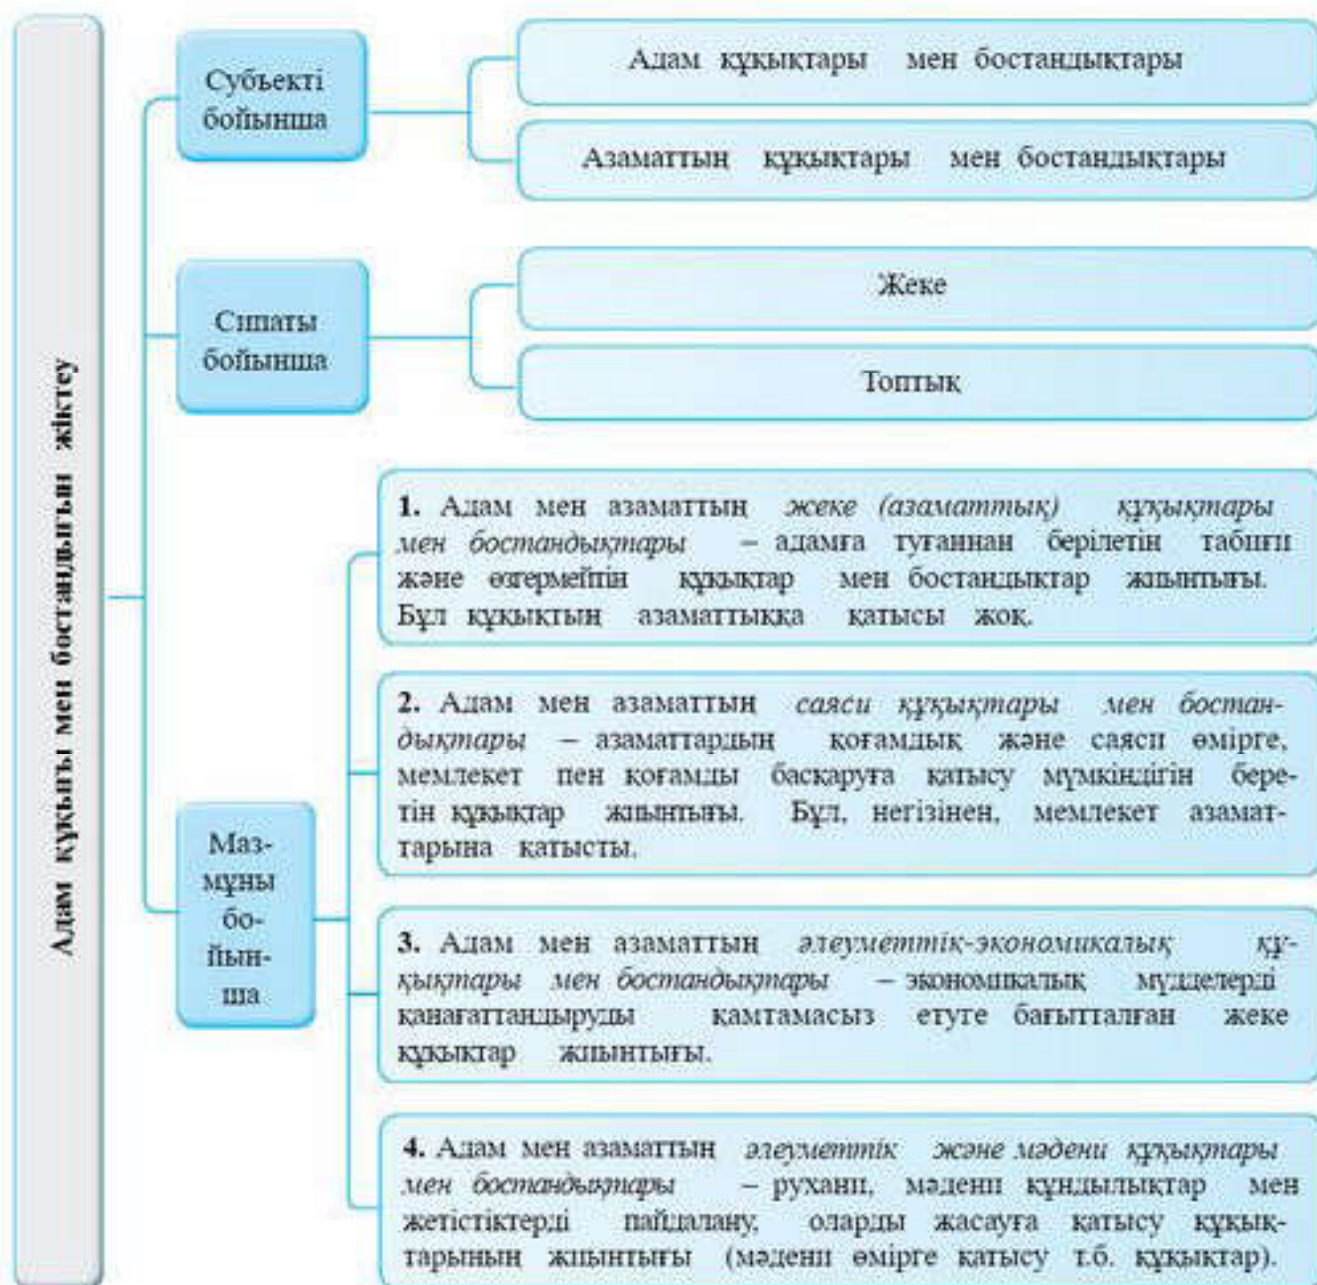 Адам құқығы мен бостандығын жіктеу
Субъекті
бойынша
Адам құқықтары мен бостандықтары
Азаматтың құқықтары мен бостандықтары
Сипаты
бойынша
Жеке
Топтық
Маз-
мұны
бо-
йын-
ша
1. Адам мен азаматтың жеке (азаматтық) құқықтары
мен бостандықтары – адамға туғаннан берілетін табиғи
және өзгермейтін құқықтар мен бостандықтар жиынтығы.
Бұл құқықтың азаматтыққа қатысы жоқ.
2. Адам мен азаматтың саяси құқықтары мен бостан-
дықтары – азаматтардың қоғамдық және саяси өмірге,
мемлекет пен қоғамды басқаруға қатысу мүмкіндігін бере-
тін құқықтар жиынтығы. Бұл, негізінен, мемлекет азамат-
тарына қатысты.
3. Адам мен азаматтың әлеуметтік-экономикалық құ-
қықтары мен бостандықтары – экономикалық мүдделерді
қанағаттандыруды қамтамасыз етуге бағытталған жеке
құқықтар жиынтығы.
4. Адам мен азаматтың әлеуметтік және мәдени құқықтары
мен бостандықтары – рухани, мәдени құндылықтар мен
жетістіктерді пайдалану, оларды жасауға қатысу құқық-
тарының жиынтығы (мәдени өмірге қатысу т.б. құқықтар).